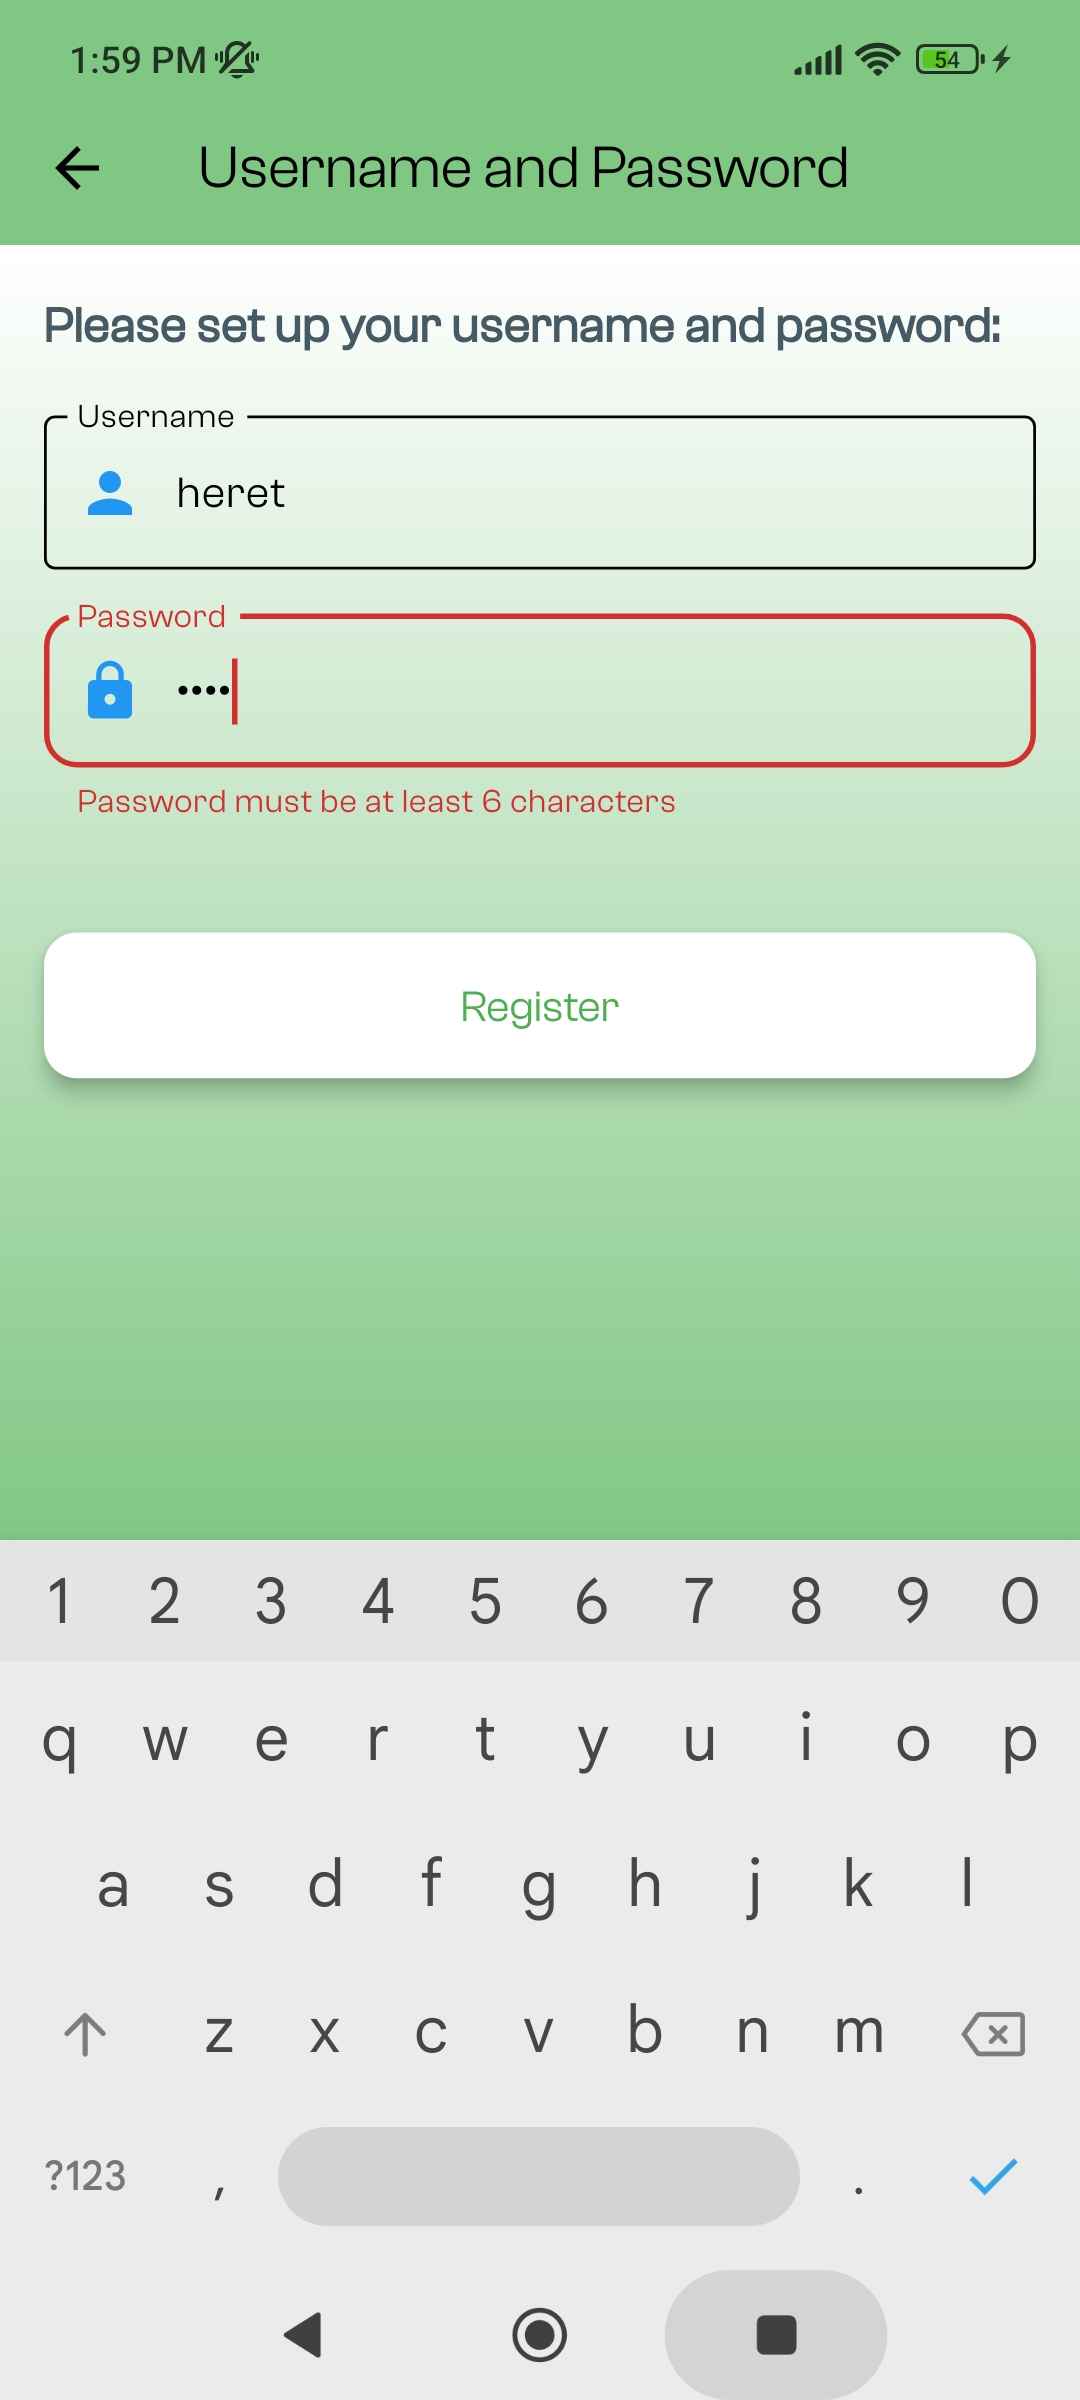 1:59 PM 54
Username and Password
Please set up your username and password:
Username
heret
Password
••••
Password must be at least 6 characters
Register
1 2 3 4 5 6 7 8 9 0
q w e r t y u i o p
a s d f g h j k l
z x c v b n m
?123 , .